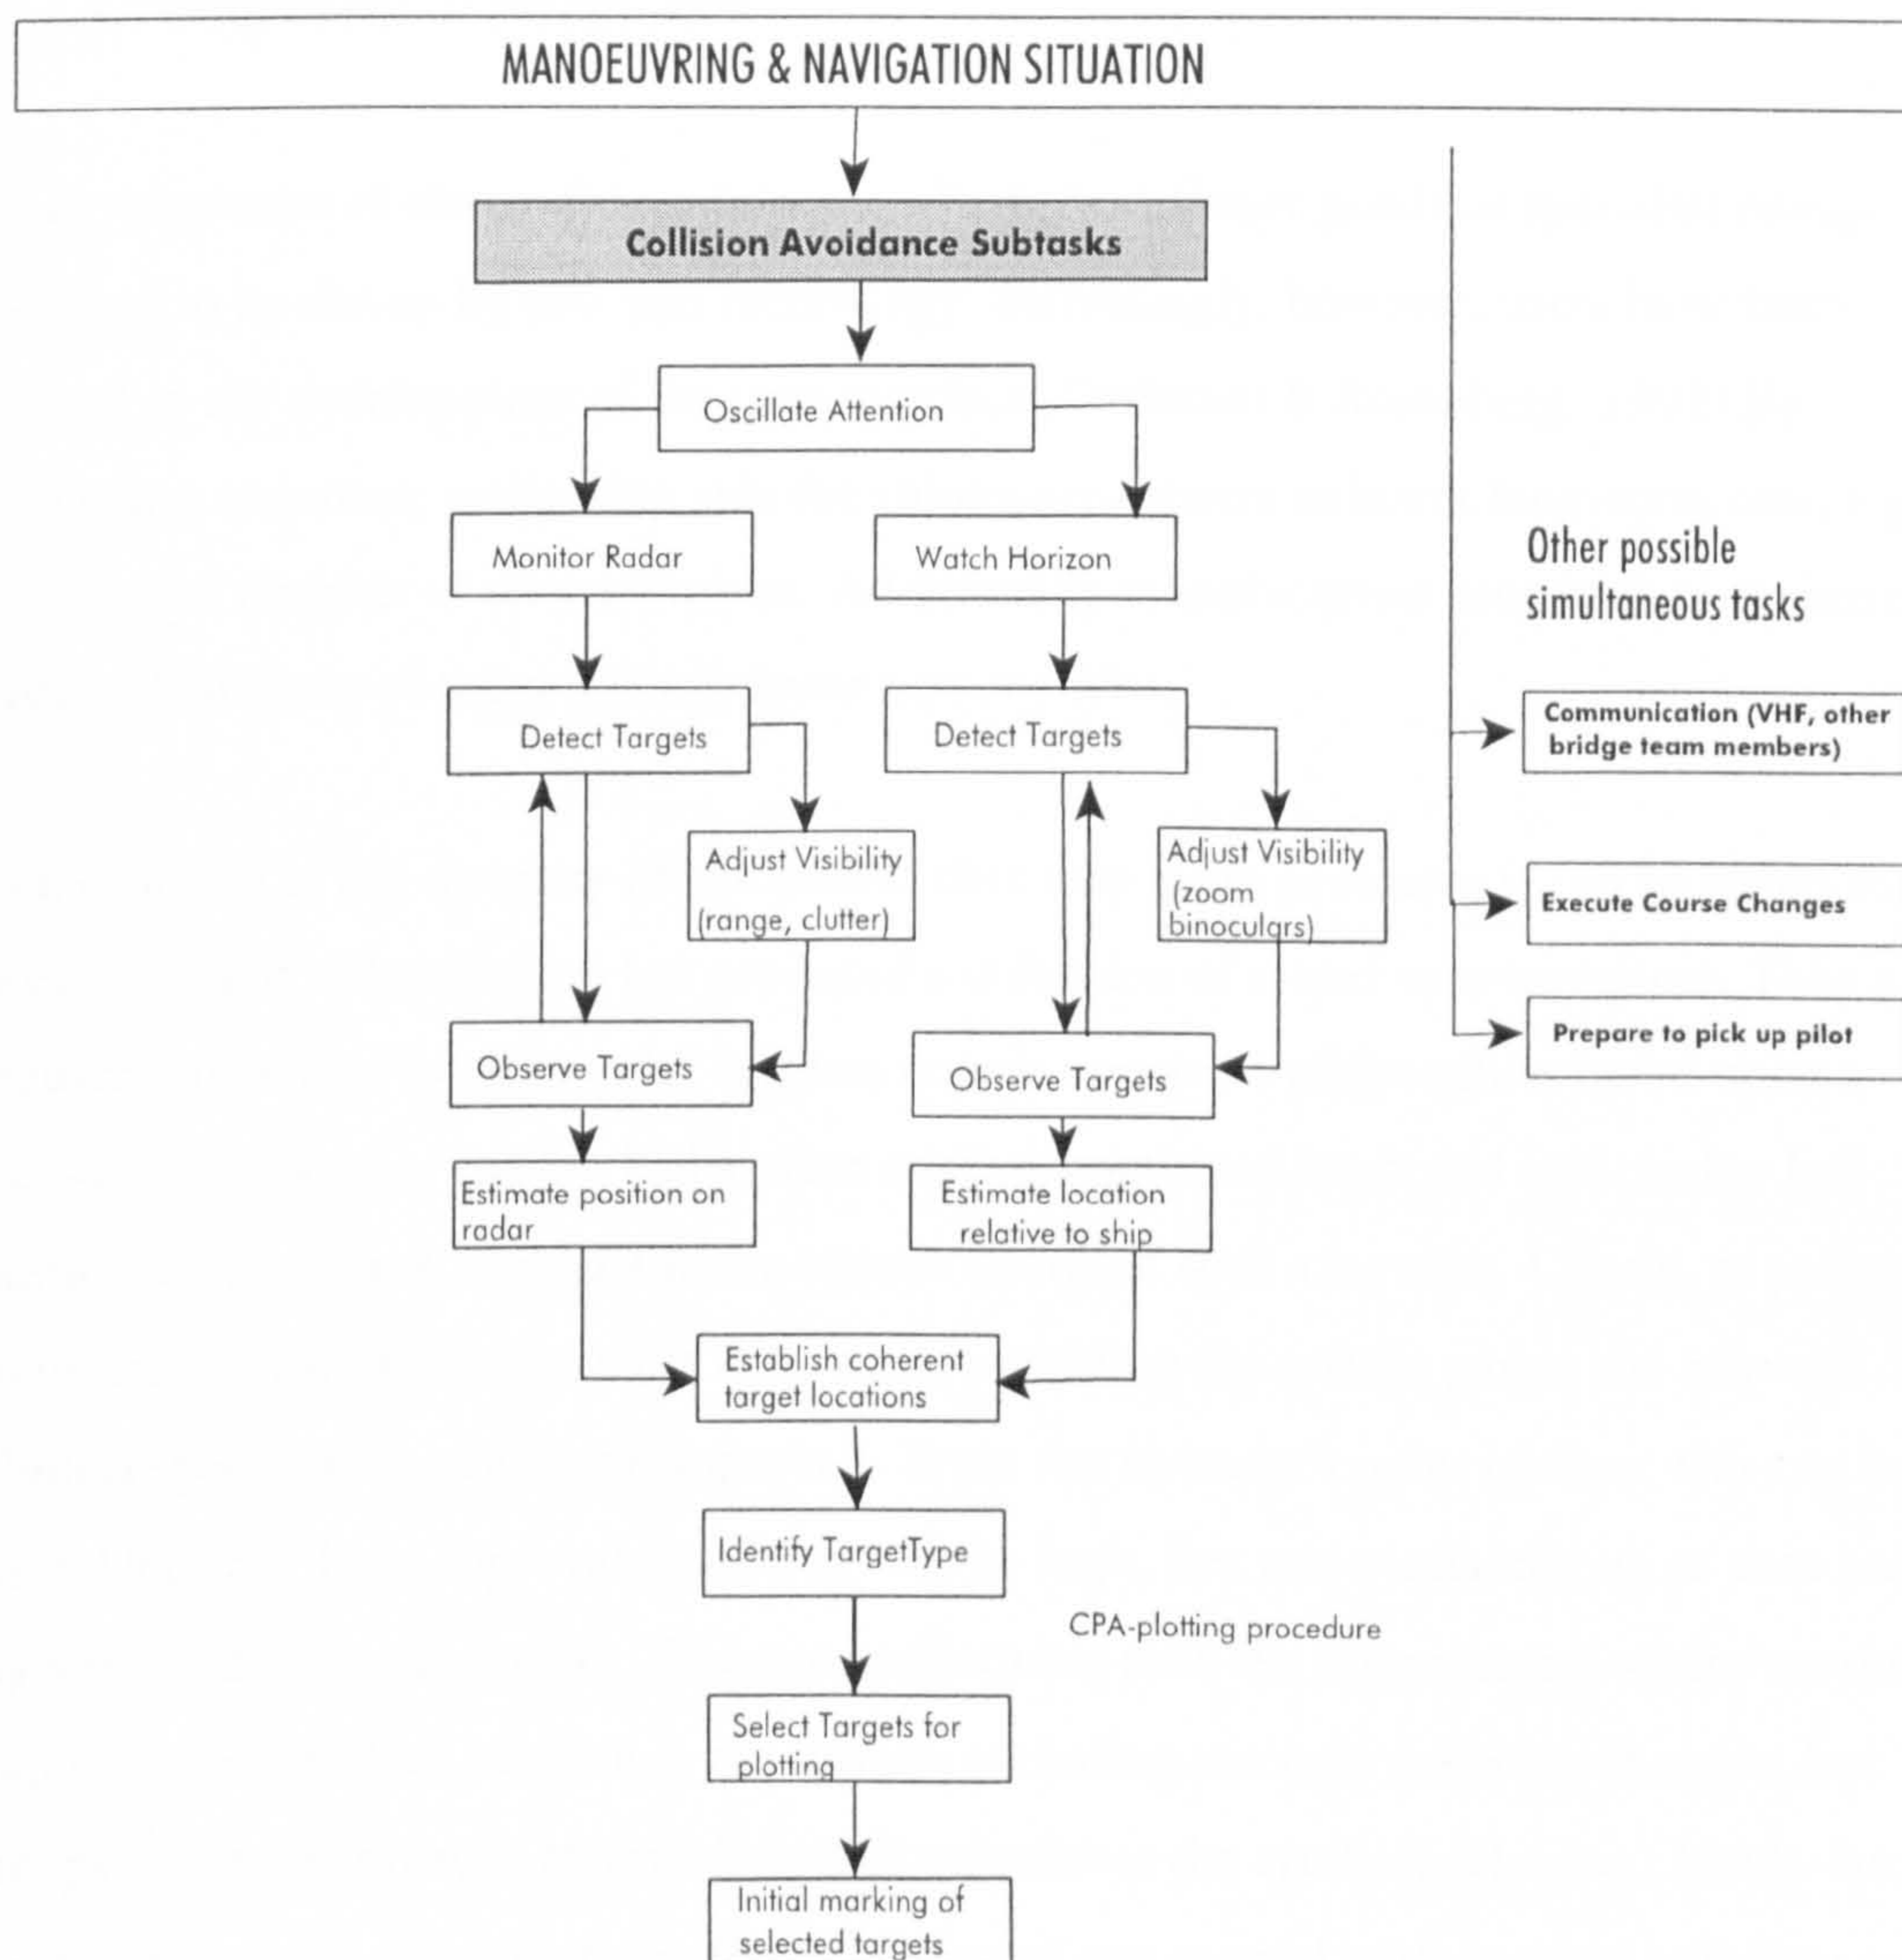 MANOEUVRING & NAVIGATION SITUATION
Collision Avoidance Subtasks
Oscillate Attention
Monitor Radar
Watch Horizon
Detect Targets
Detect Targets
Adjust Visibility
(range, clutter)
Adjust Visibility
(zoom
binoculars)
Observe Targets
Observe Targets
Estimate position on
radar
Estimate location
relative to ship
Establish coherent
target locations
Identify TargetType
CPA-plotting procedure
Select Targets for
plotting
Initial marking of
selected targets
Other possible
simultaneous tasks
Communication (VHF, other
bridge team members)
Execute Course Changes
Prepare to pick up pilot